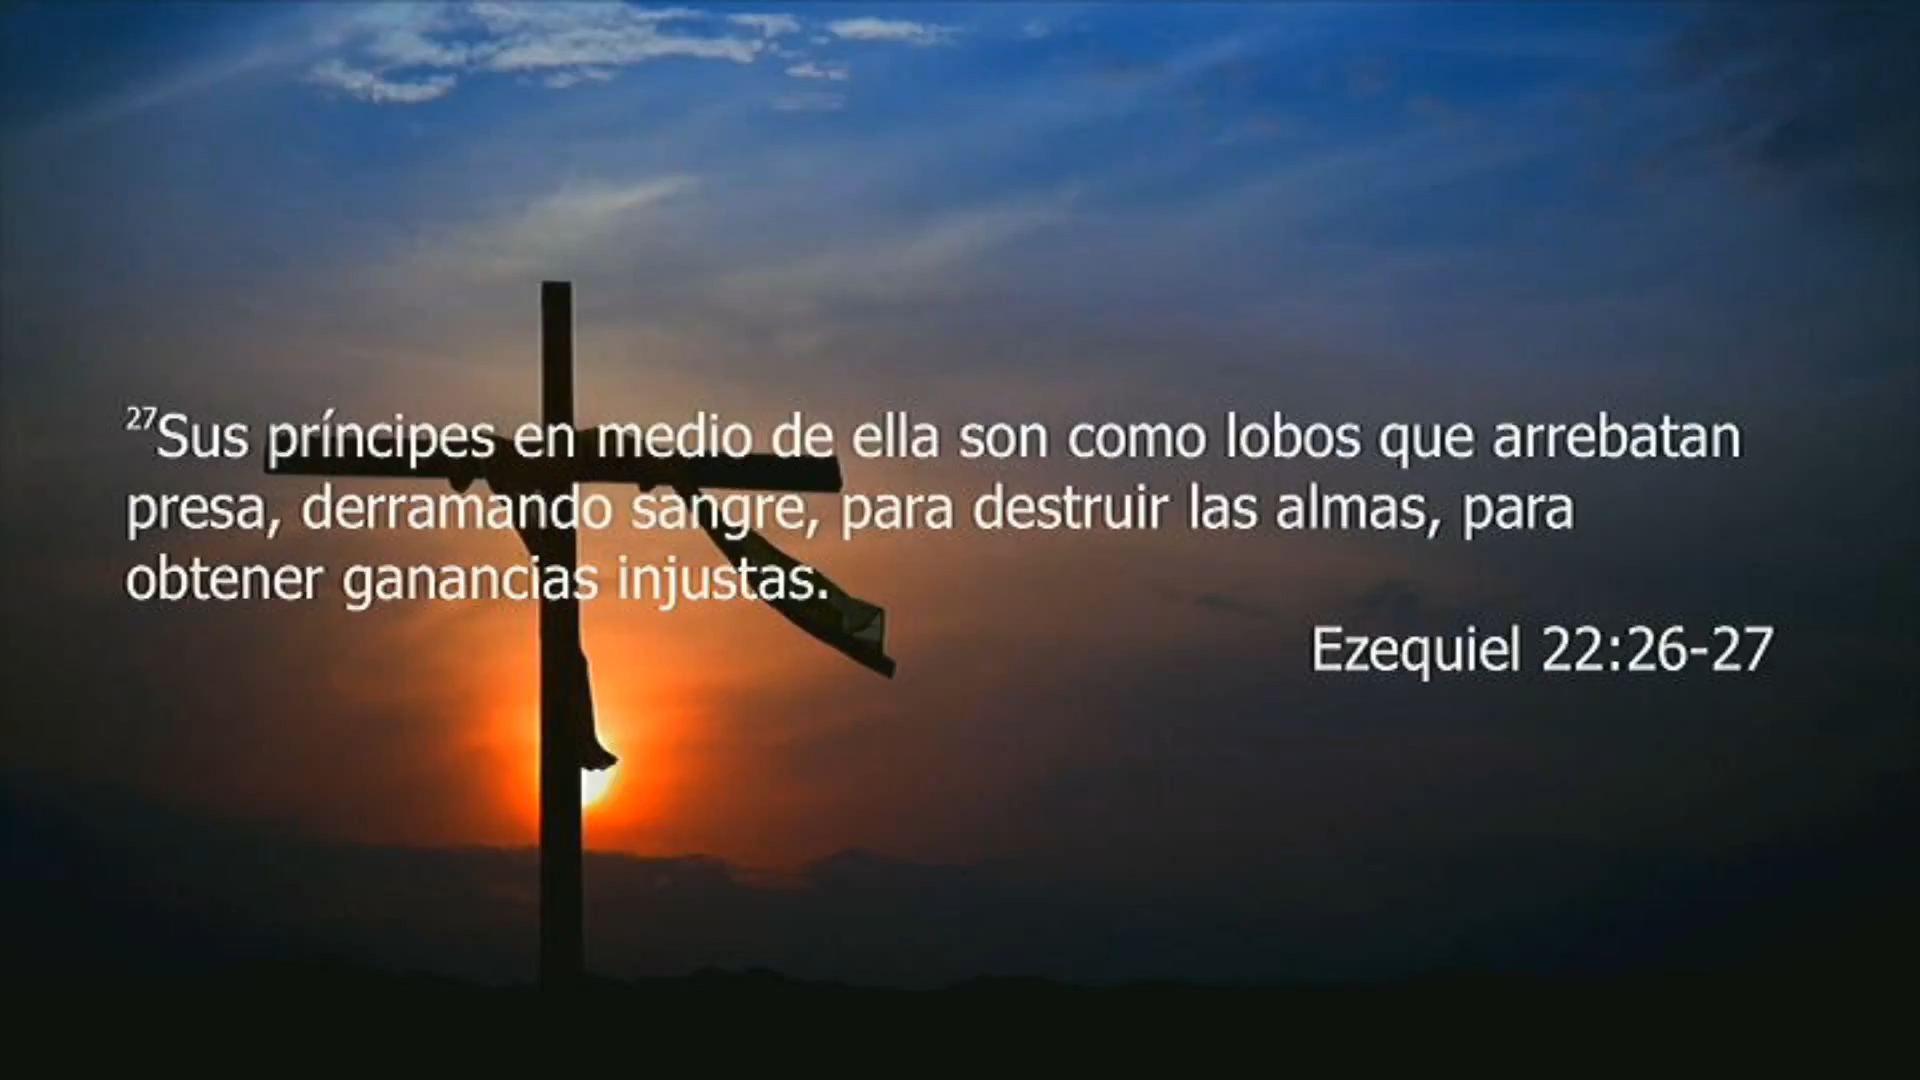 27Sus príncipes en medio de ella son como lobos que arrebatan
presa, derramando sangre, para destruir las almas, para
obtener ganancias injustas.
Ezequiel 22:26-27